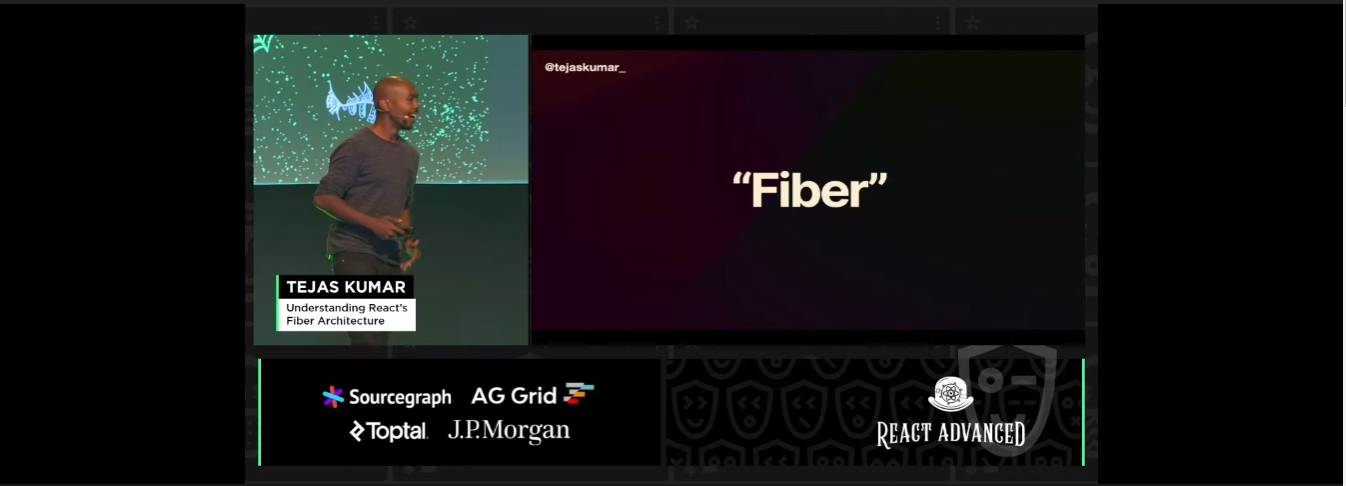 @tejaskumar_
“Fiber”
TEJAS KUMAR
Understanding React's
Fiber Architecture
Sourcegraph
AG Grid
Toptal
J.P.Morgan
REACT ADVANCED